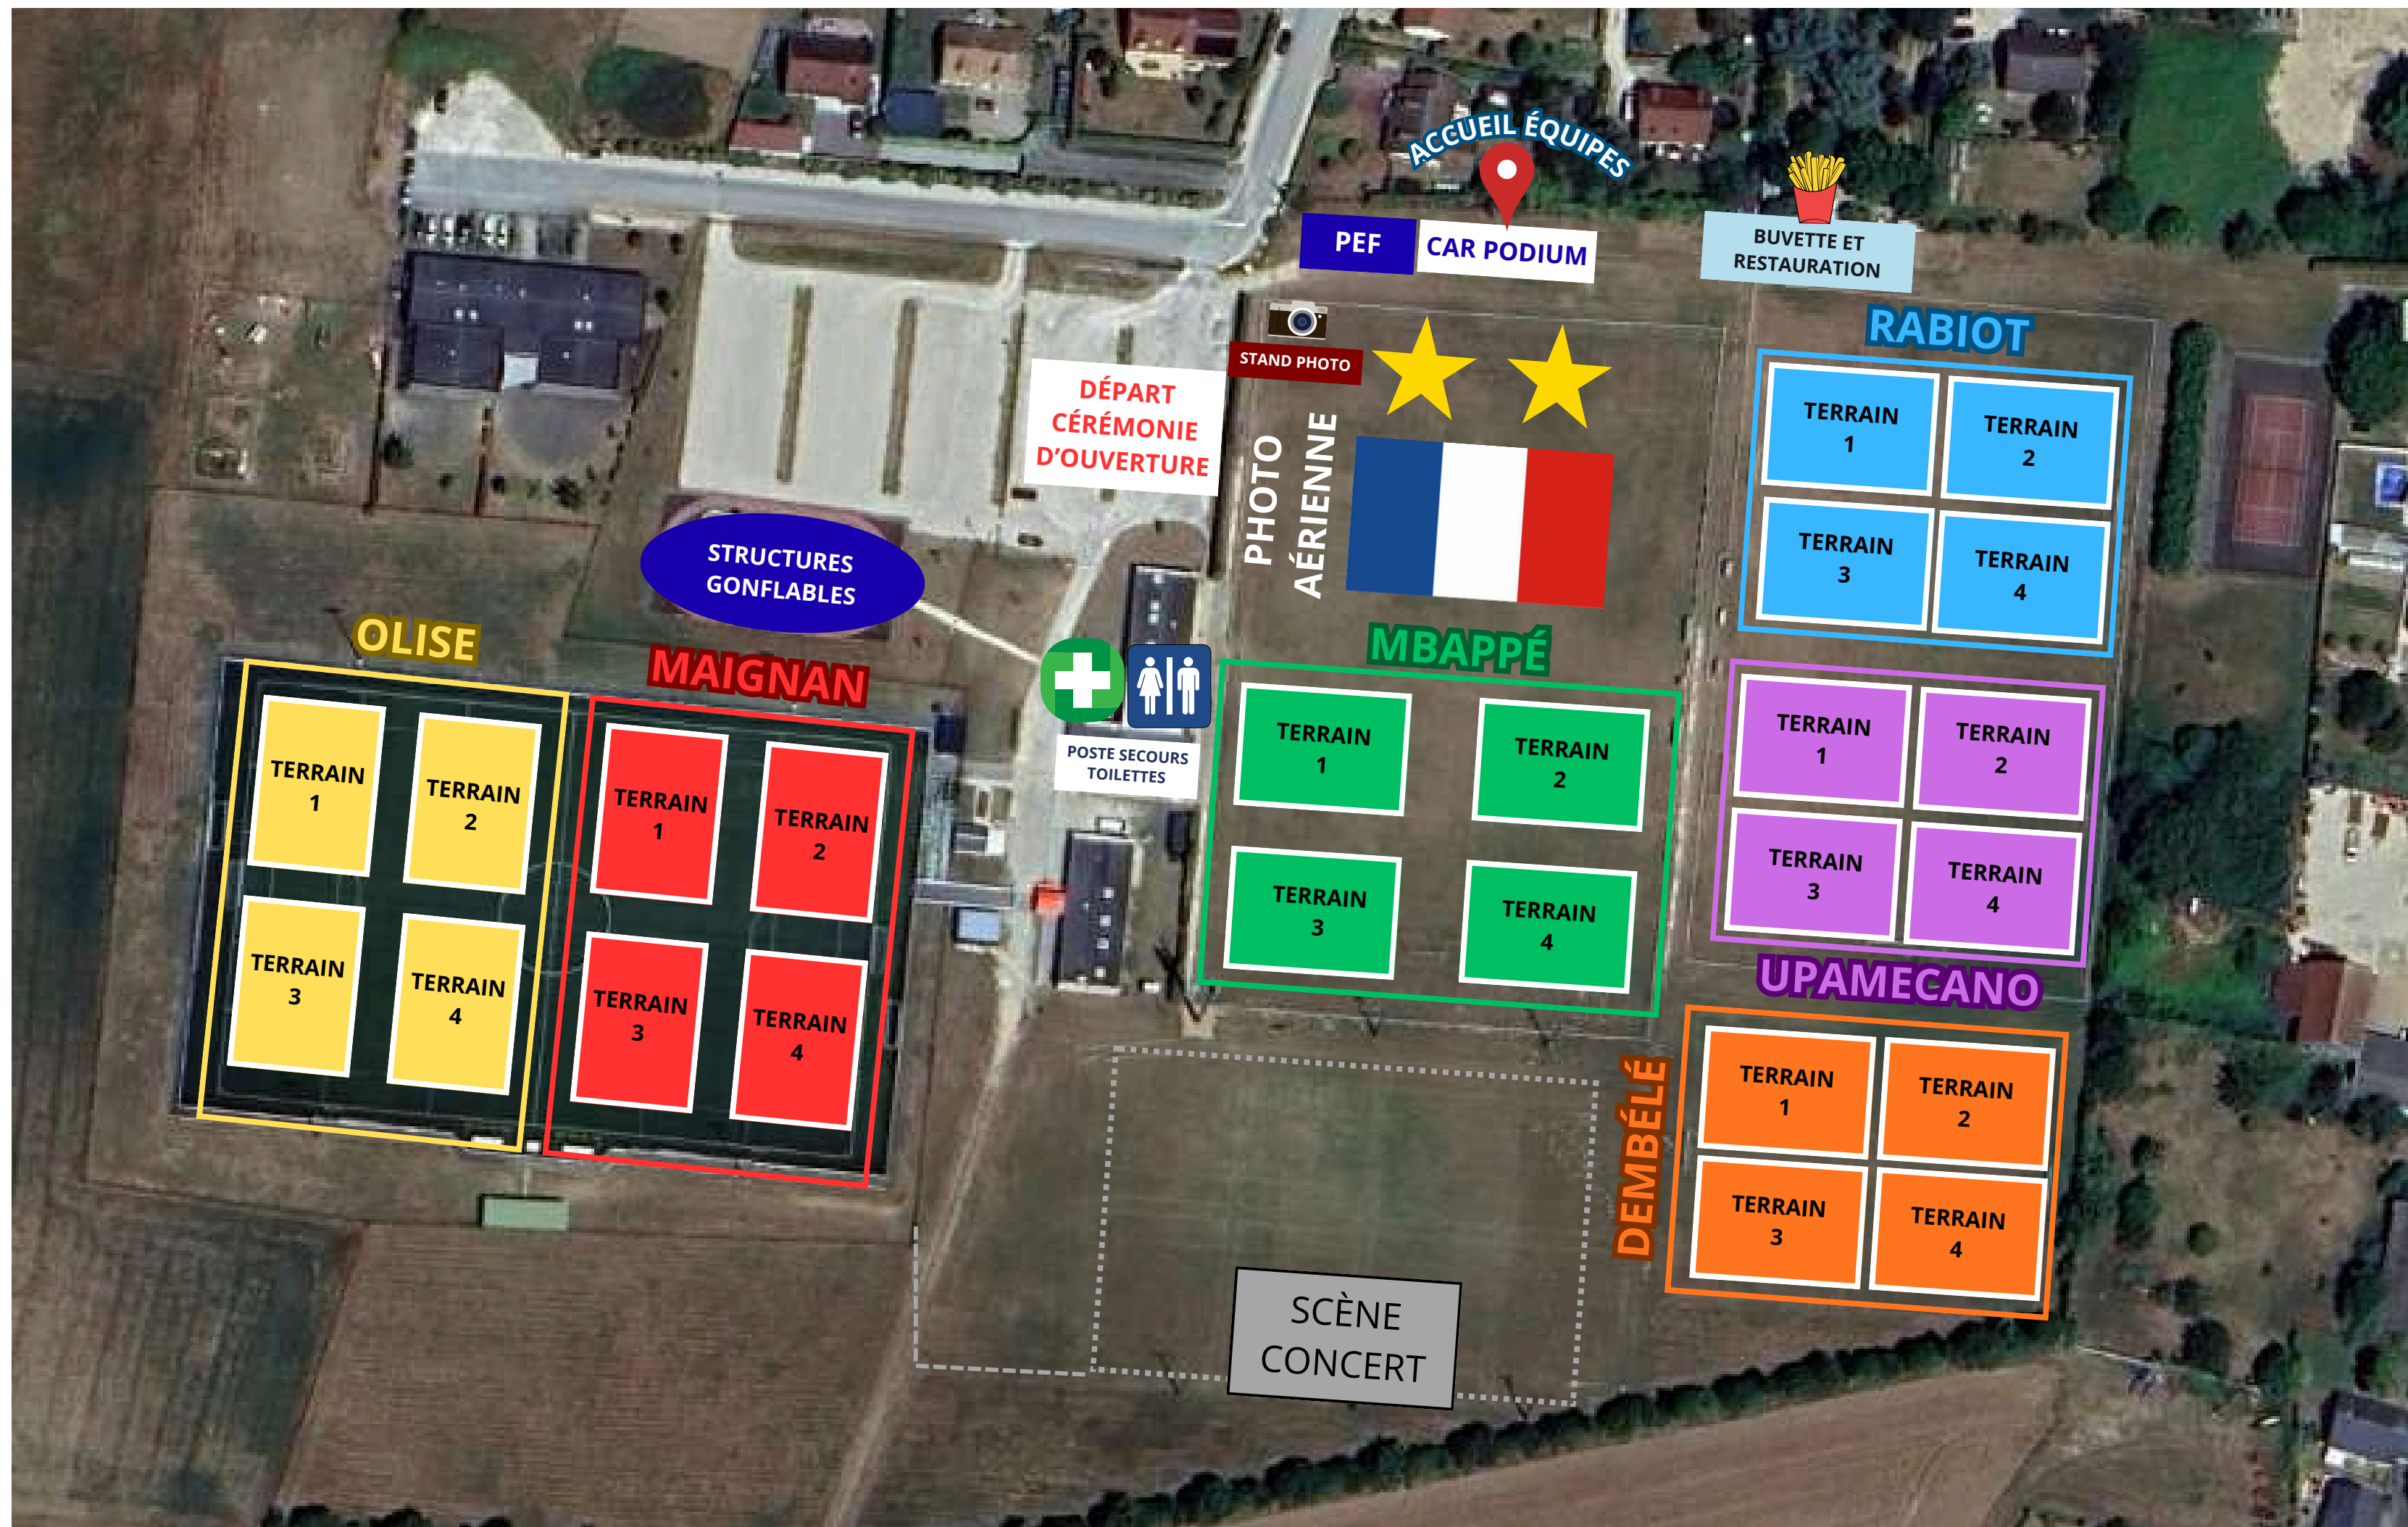 ACCUEIL ÉQUIPES
PEF
CAR PODIUM
BUVETTE ET
RESTAURATION
STAND PHOTO
DÉPART
CÉRÉMONIE
D'OUVERTURE
PHOTO
AÉRIENNE
STRUCTURES
GONFLABLES
RABIOT
TERRAIN
1
TERRAIN
2
TERRAIN
3
TERRAIN
4
OLISE
TERRAIN
1
TERRAIN
2
TERRAIN
3
TERRAIN
4
MAIGNAN
TERRAIN
1
TERRAIN
2
TERRAIN
3
TERRAIN
4
POSTE SECOURS
TOILETTES
MBAPPÉ
TERRAIN
1
TERRAIN
2
TERRAIN
3
TERRAIN
4
TERRAIN
1
TERRAIN
2
TERRAIN
3
TERRAIN
4
UPAMECANO
DEMBÉLÉ
TERRAIN
1
TERRAIN
2
TERRAIN
3
TERRAIN
4
SCÈNE
CONCERT